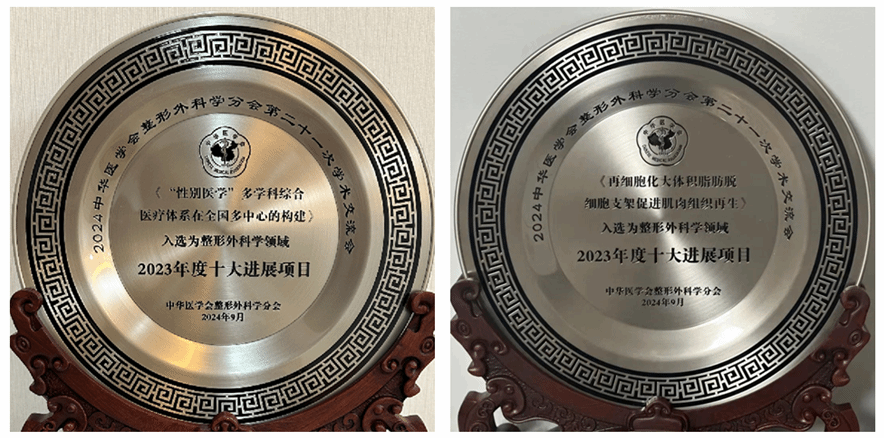 2024中华医学会整形外科学分会第二十一次学术交流会
《“性别医学”多学科综合
医疗体系在全国多中心的构建》
入选为整形外科学领域
2023年度十大进展项目
中华医学会整形外科学分会
2024年9月
2024中华医学会整形外科学分会第二十一次学术交流会
《再细胞化大体积脂肪脱
细胞支架促进肌肉组织再生》
入选为整形外科学领域
2023年度十大进展项目
中华医学会整形外科学分会
2024年9月